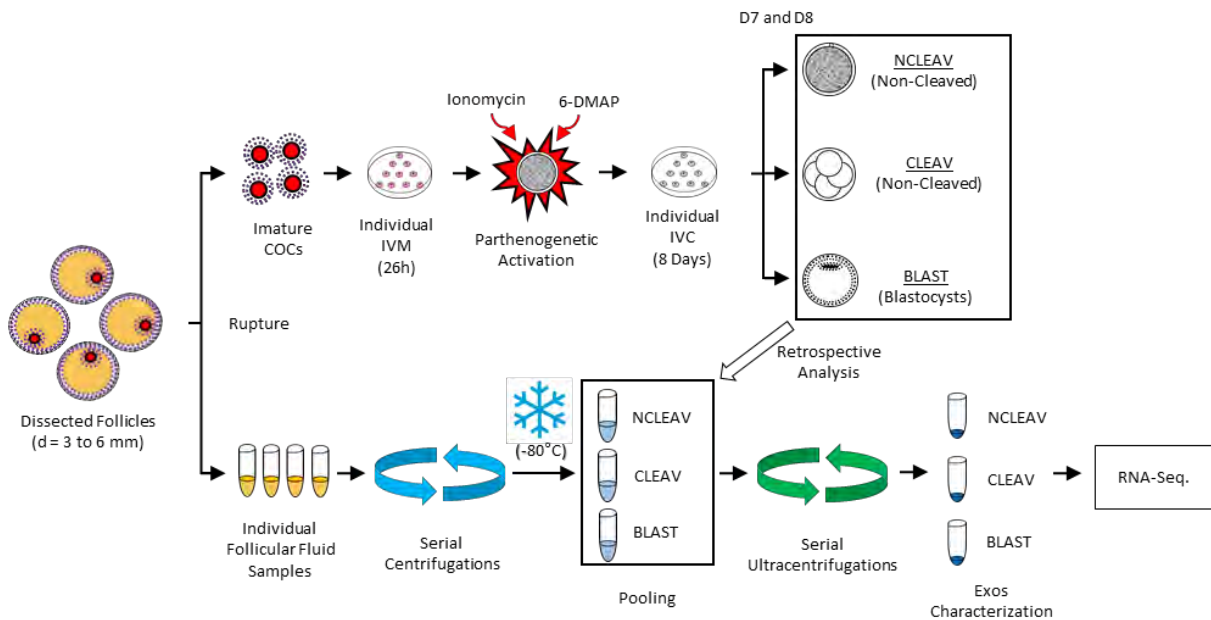 D7 and D8
Ionomycin
6-DMAP
NCLEAV
(Non-Cleaved)
CLEAV
(Non-Cleaved)
BLAST
(Blastocysts)
Imature
COCs
Individual
IVM
(26h)
Parthenogenetic
Activation
Individual
IVC
(8 Days)
Rupture
Retrospective
Analysis
Dissected Follicles
(d = 3 to 6 mm)
(-80°C)
NCLEAV
CLEAV
BLAST
NCLEAV
CLEAV
BLAST
RNA-Seq.
Individual
Follicular Fluid
Samples
Serial
Centrifugations
Pooling
Serial
Ultracentrifugations
Exos
Characterization